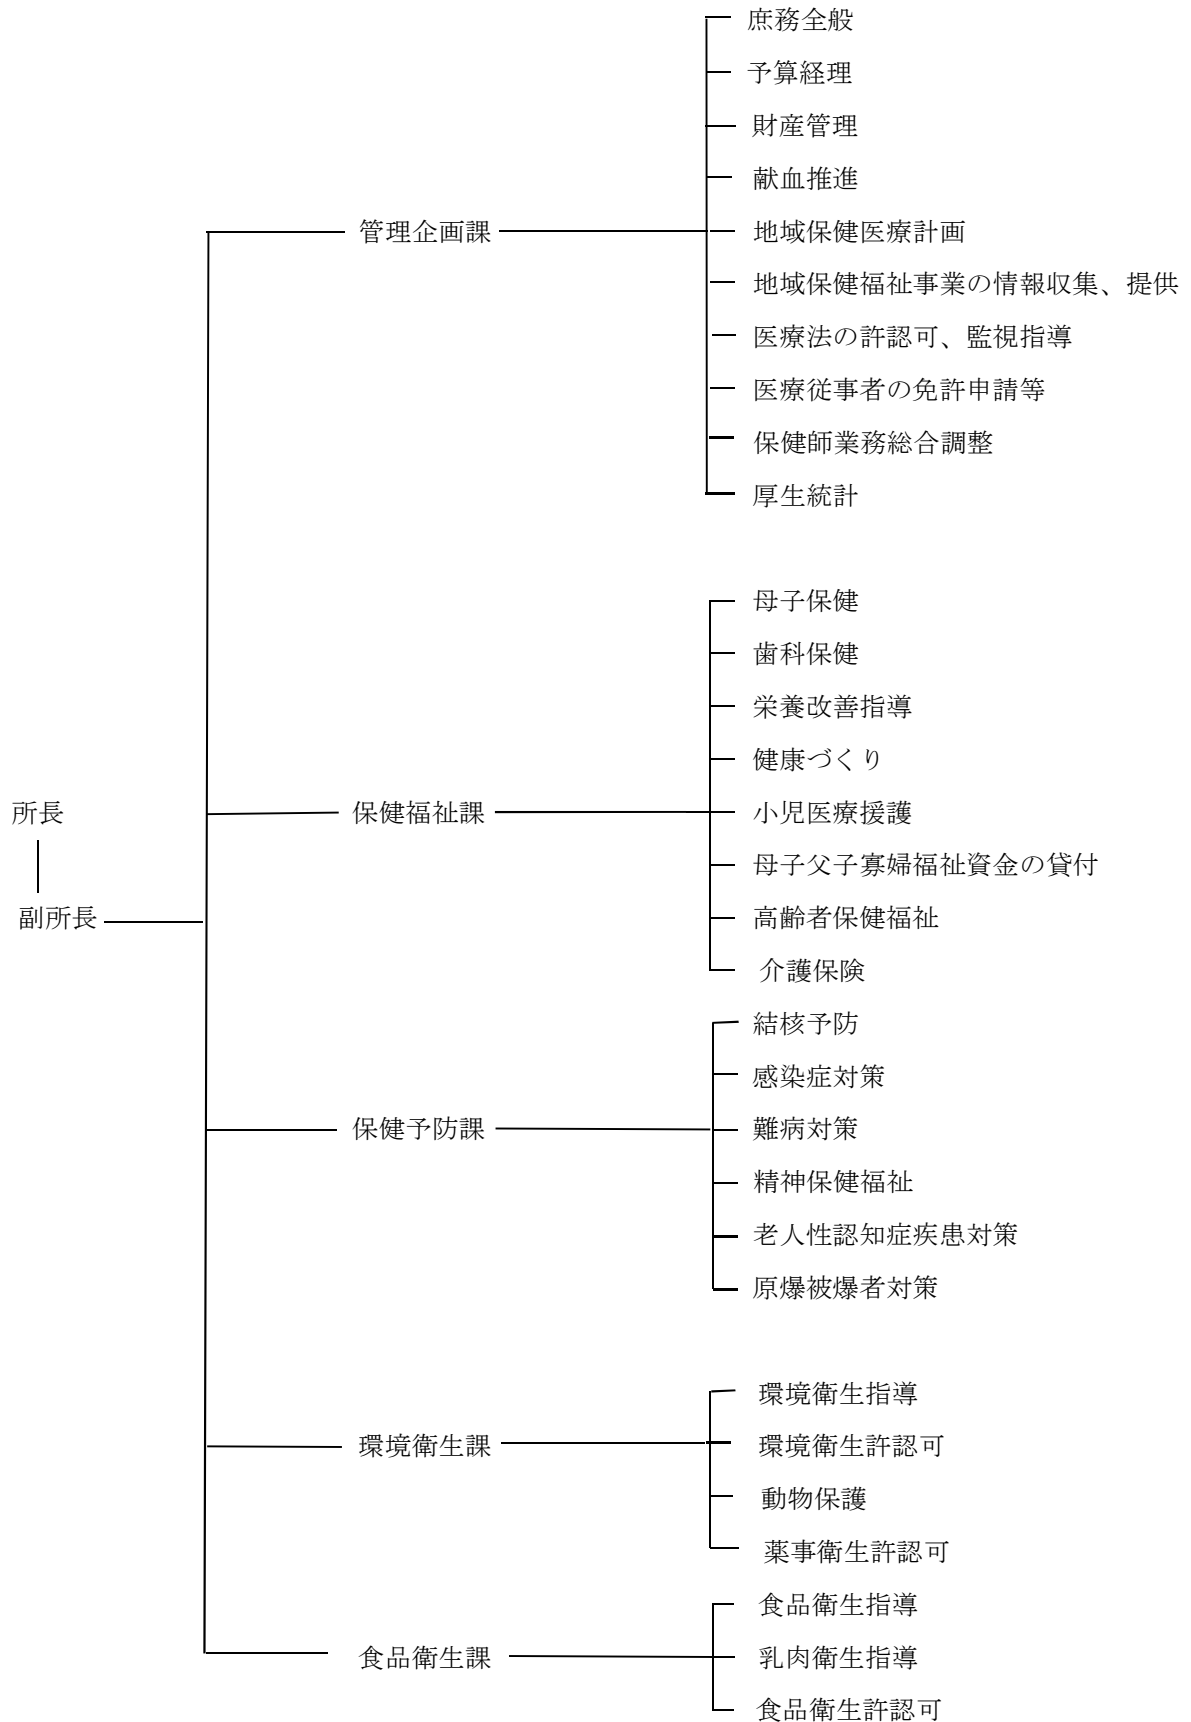 所長
副所長
管理企画課
庶務全般
予算経理
財産管理
献血推進
地域保健医療計画
地域保健福祉事業の情報収集、提供
医療法の許認可、監視指導
医療従事者の免許申請等
保健師業務総合調整
厚生統計
保健福祉課
母子保健
歯科保健
栄養改善指導
健康づくり
小児医療援護
母子父子寡婦福祉資金の貸付
高齢者保健福祉
介護保険
保健予防課
結核予防
感染症対策
難病対策
精神保健福祉
老人性認知症疾患対策
原爆被爆者対策
環境衛生課
環境衛生指導
環境衛生許認可
動物保護
薬事衛生許認可
食品衛生課
食品衛生指導
乳肉衛生指導
食品衛生許認可